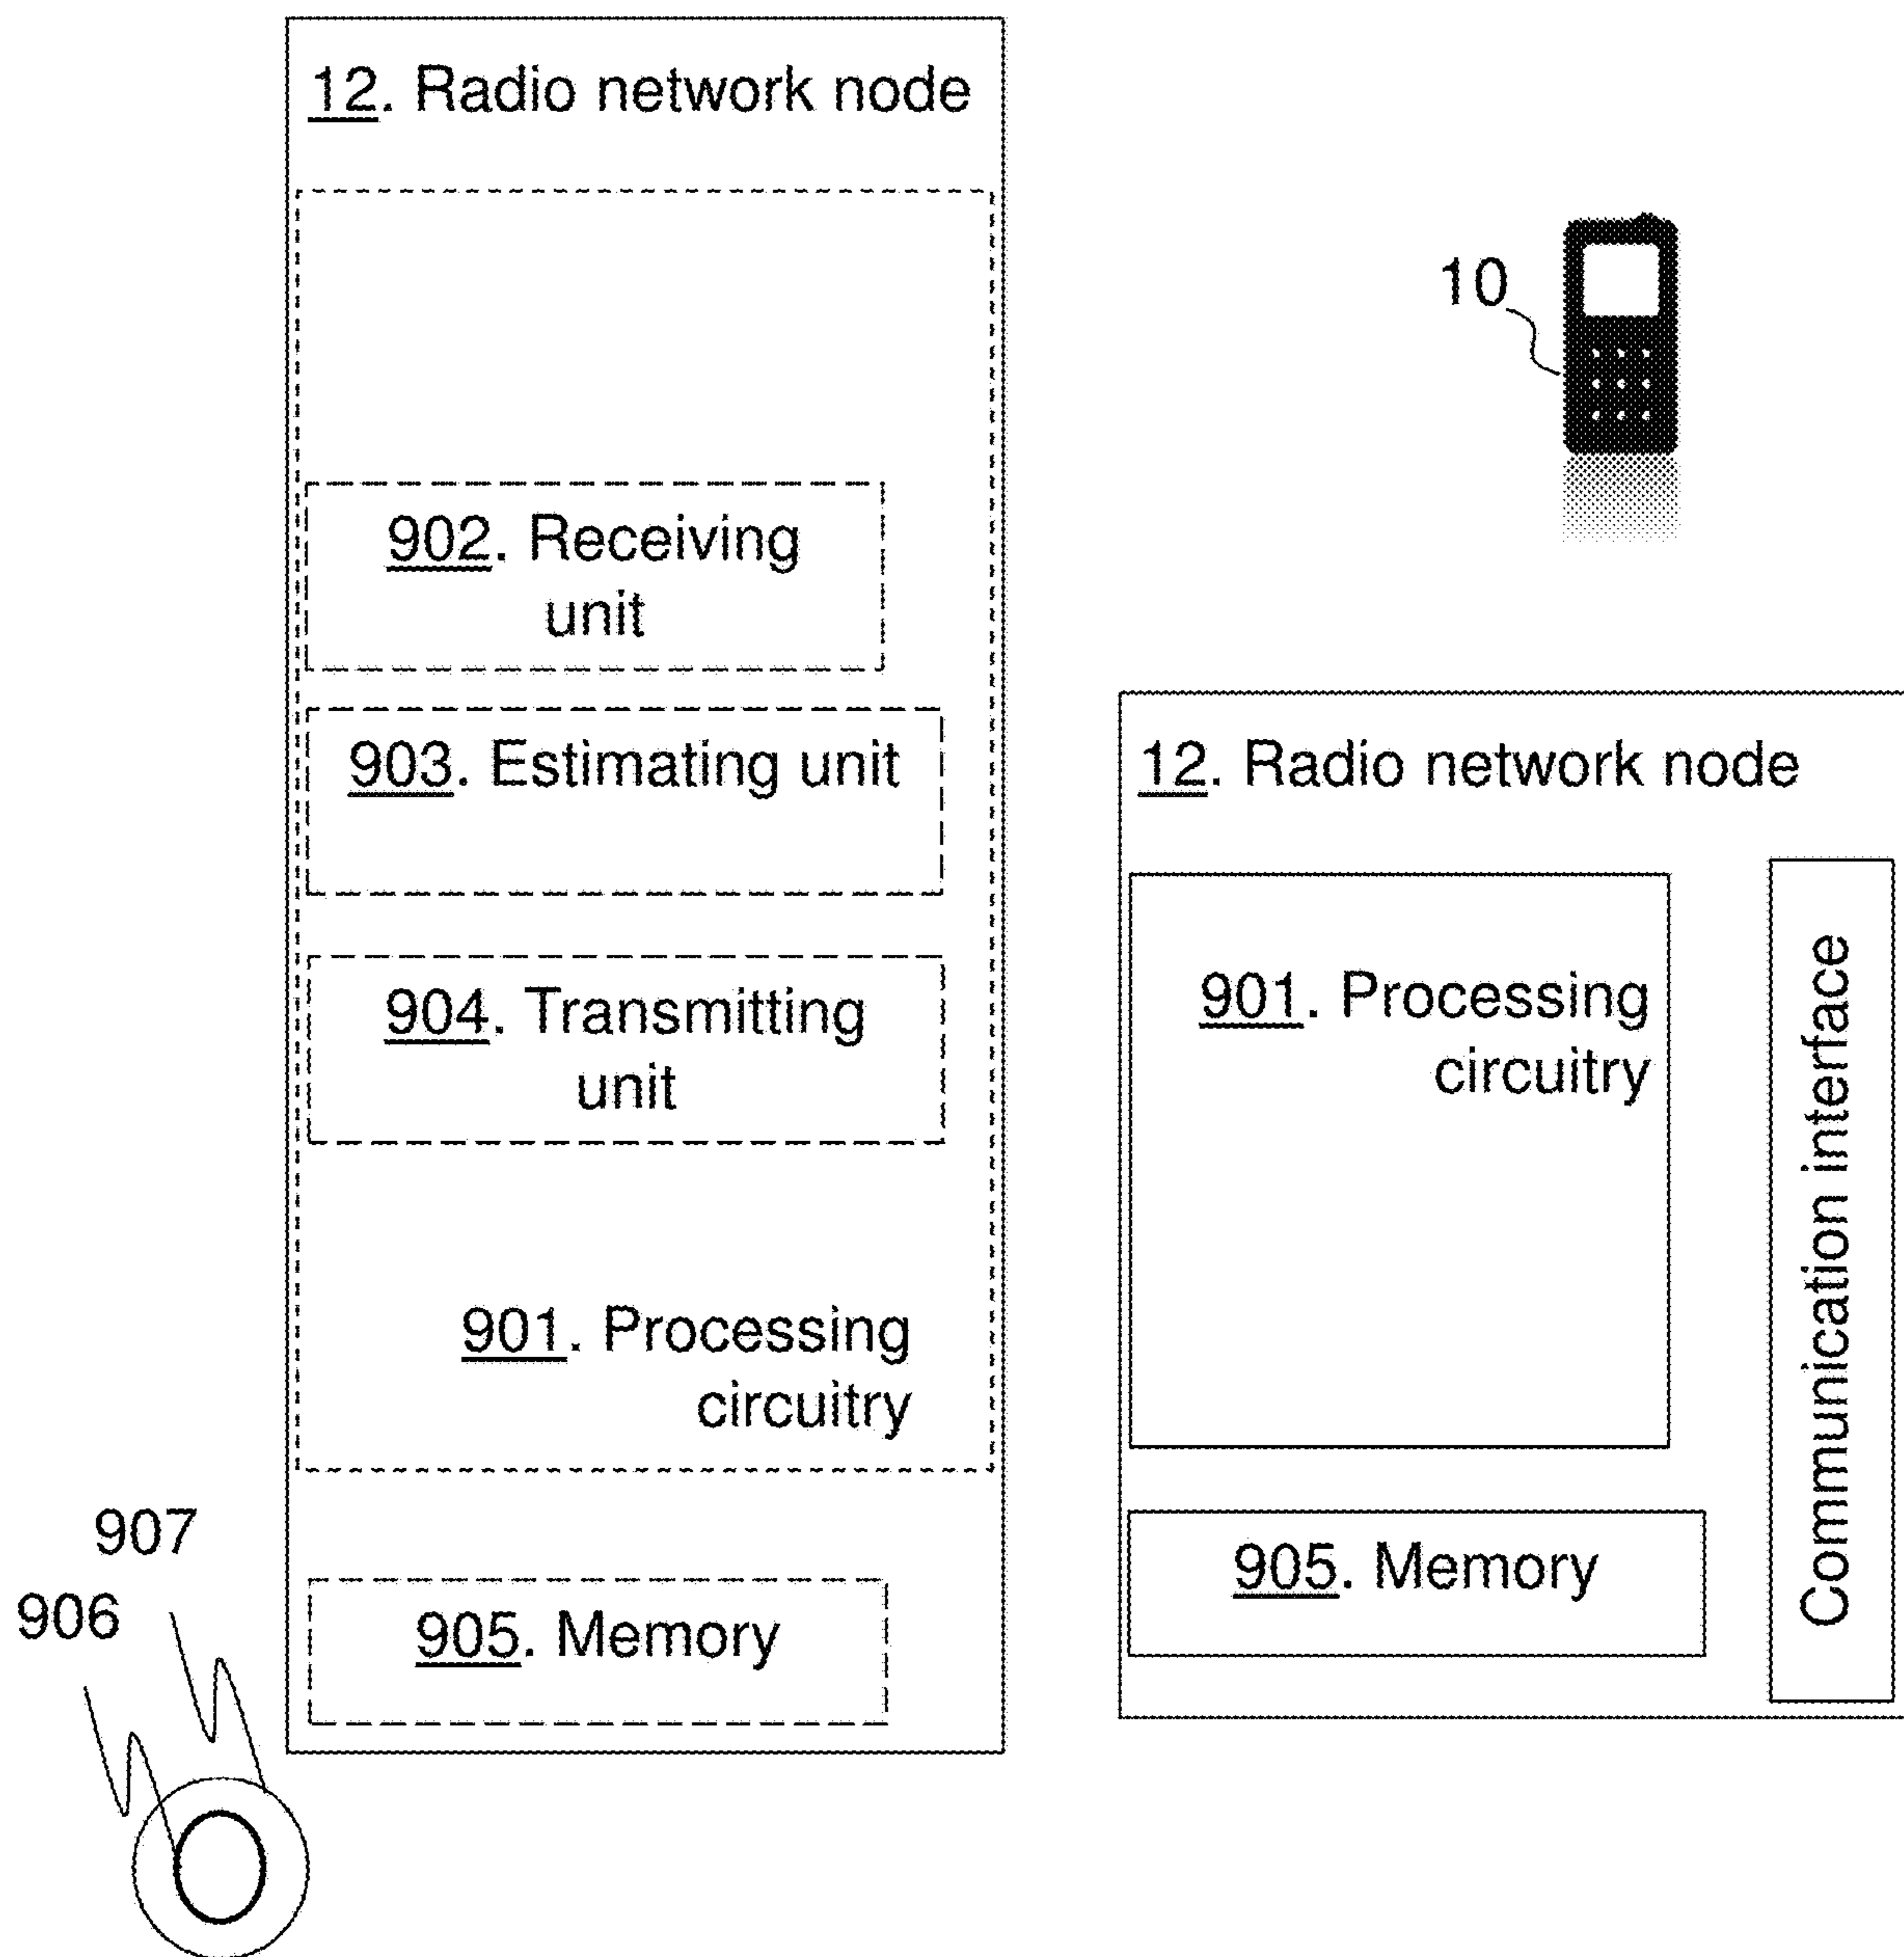 12. Radio network node
902. Receiving
unit
903. Estimating unit
904. Transmitting
unit
901. Processing
circuitry
905. Memory
907
906
10
12. Radio network node
901. Processing
circuitry
905. Memory
Communication interface